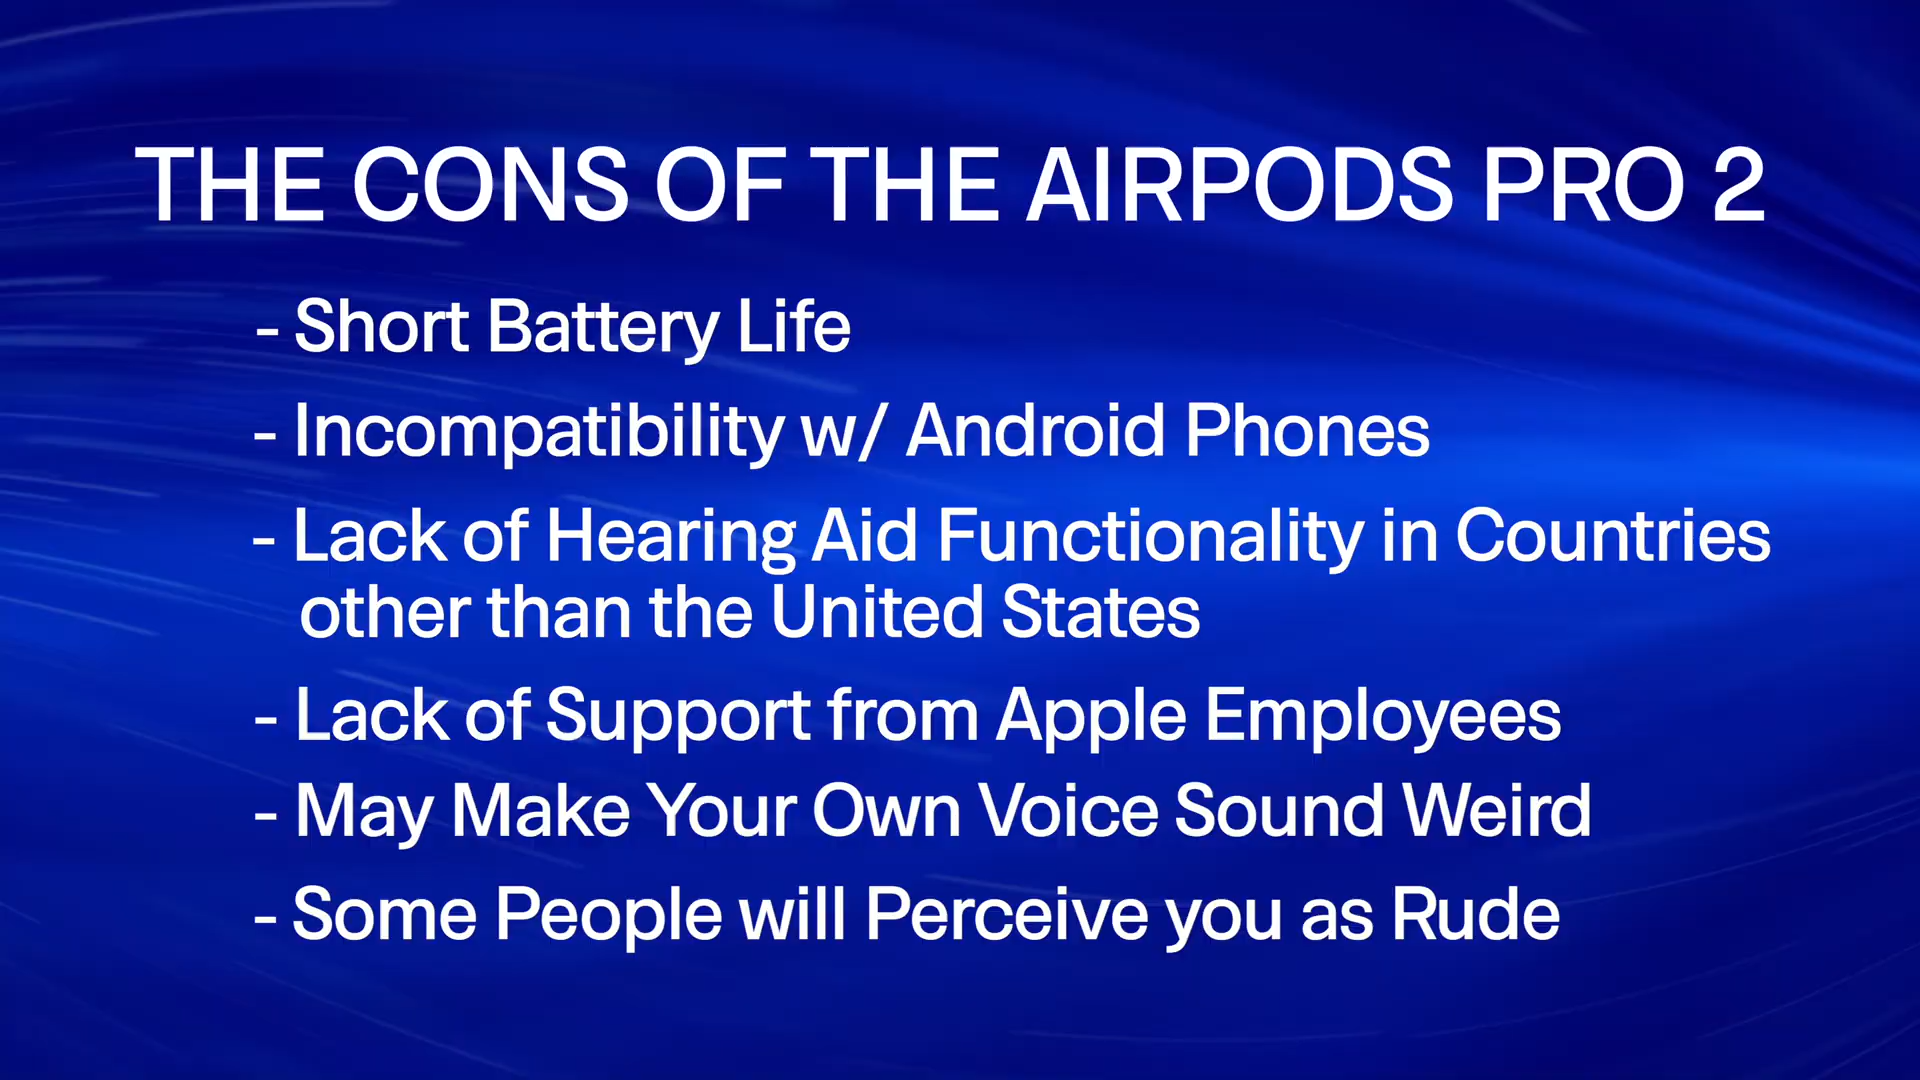 THE CONS OF THE AIRPODS PRO 2
- Short Battery Life
- Incompatibility w/ Android Phones
- Lack of Hearing Aid Functionality in Countries
other than the United States
- Lack of Support from Apple Employees
- May Make Your Own Voice Sound Weird
- Some People will Perceive you as Rude